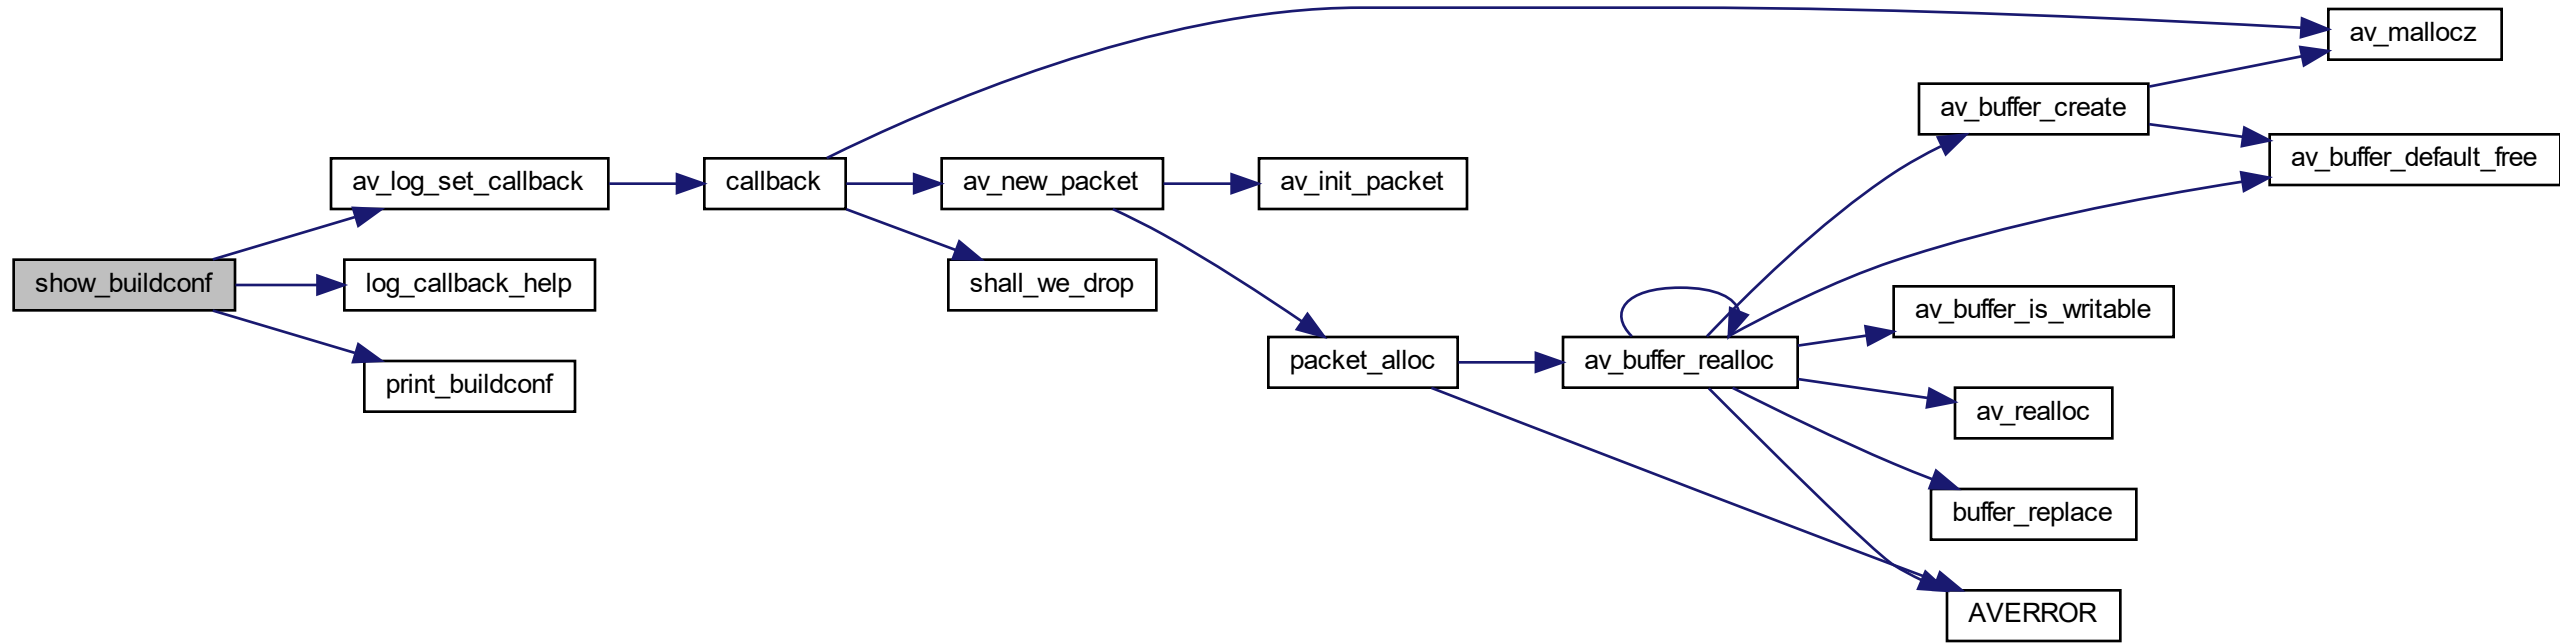 show_buildconf
av_log_set_callback
log_callback_help
print_buildconf
callback
av_new_packet
shall_we_drop
av_init_packet
packet_alloc
av_buffer_realloc
av_mallocz
av_buffer_create
av_buffer_default_free
av_buffer_is_writable
av_realloc
buffer_replace
AVERROR